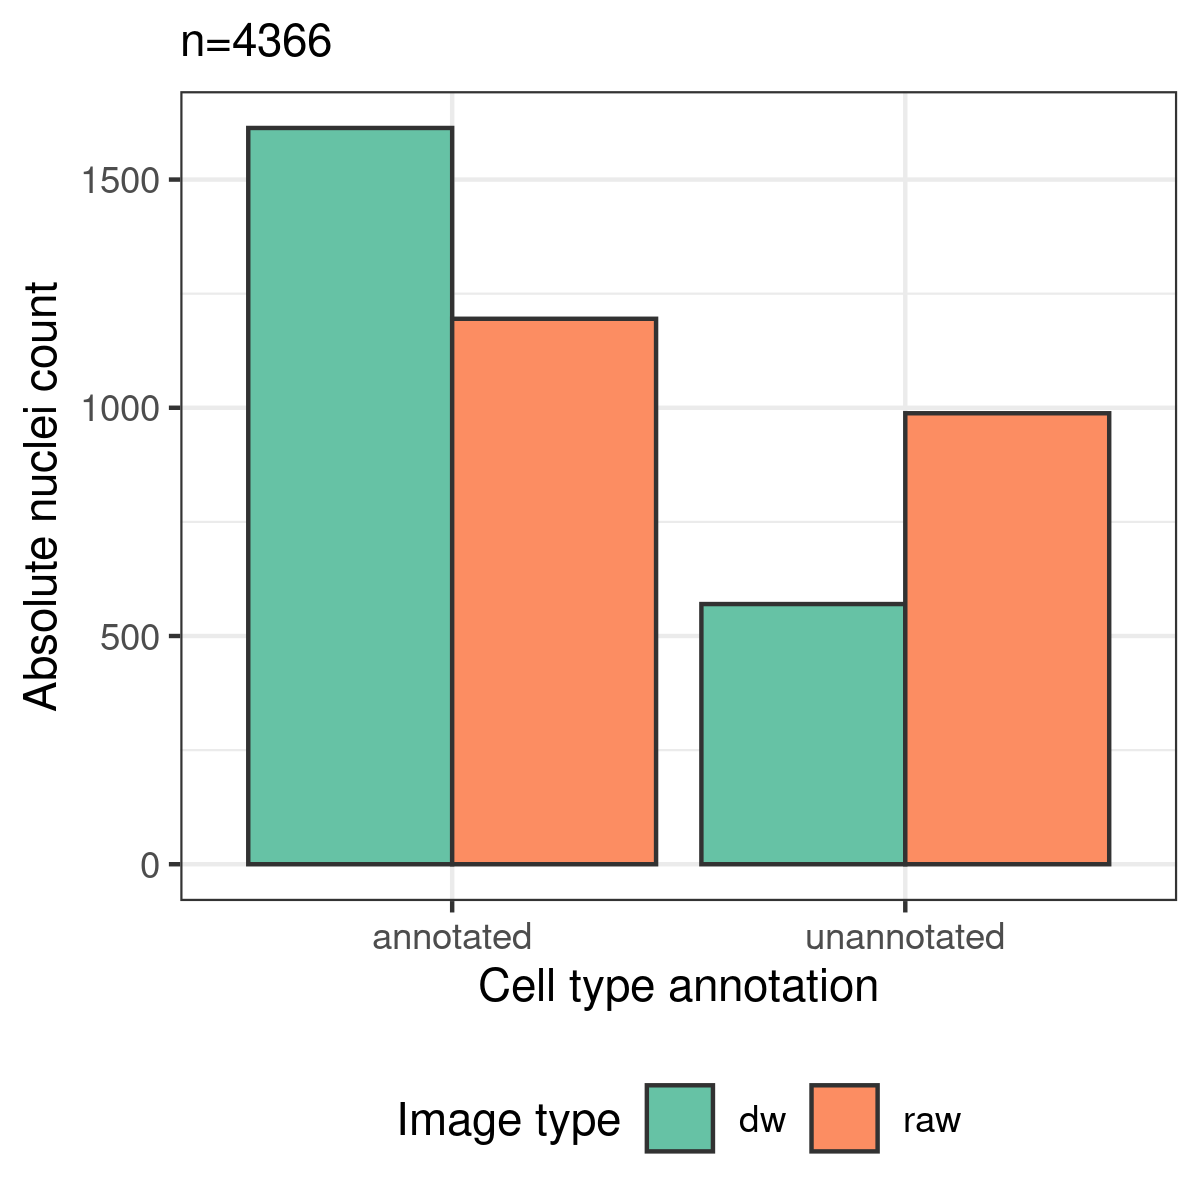 n=4366
Absolute nuclei count
1500
1000
500
0
annotated unannotated
Cell type annotation
Image type dw raw